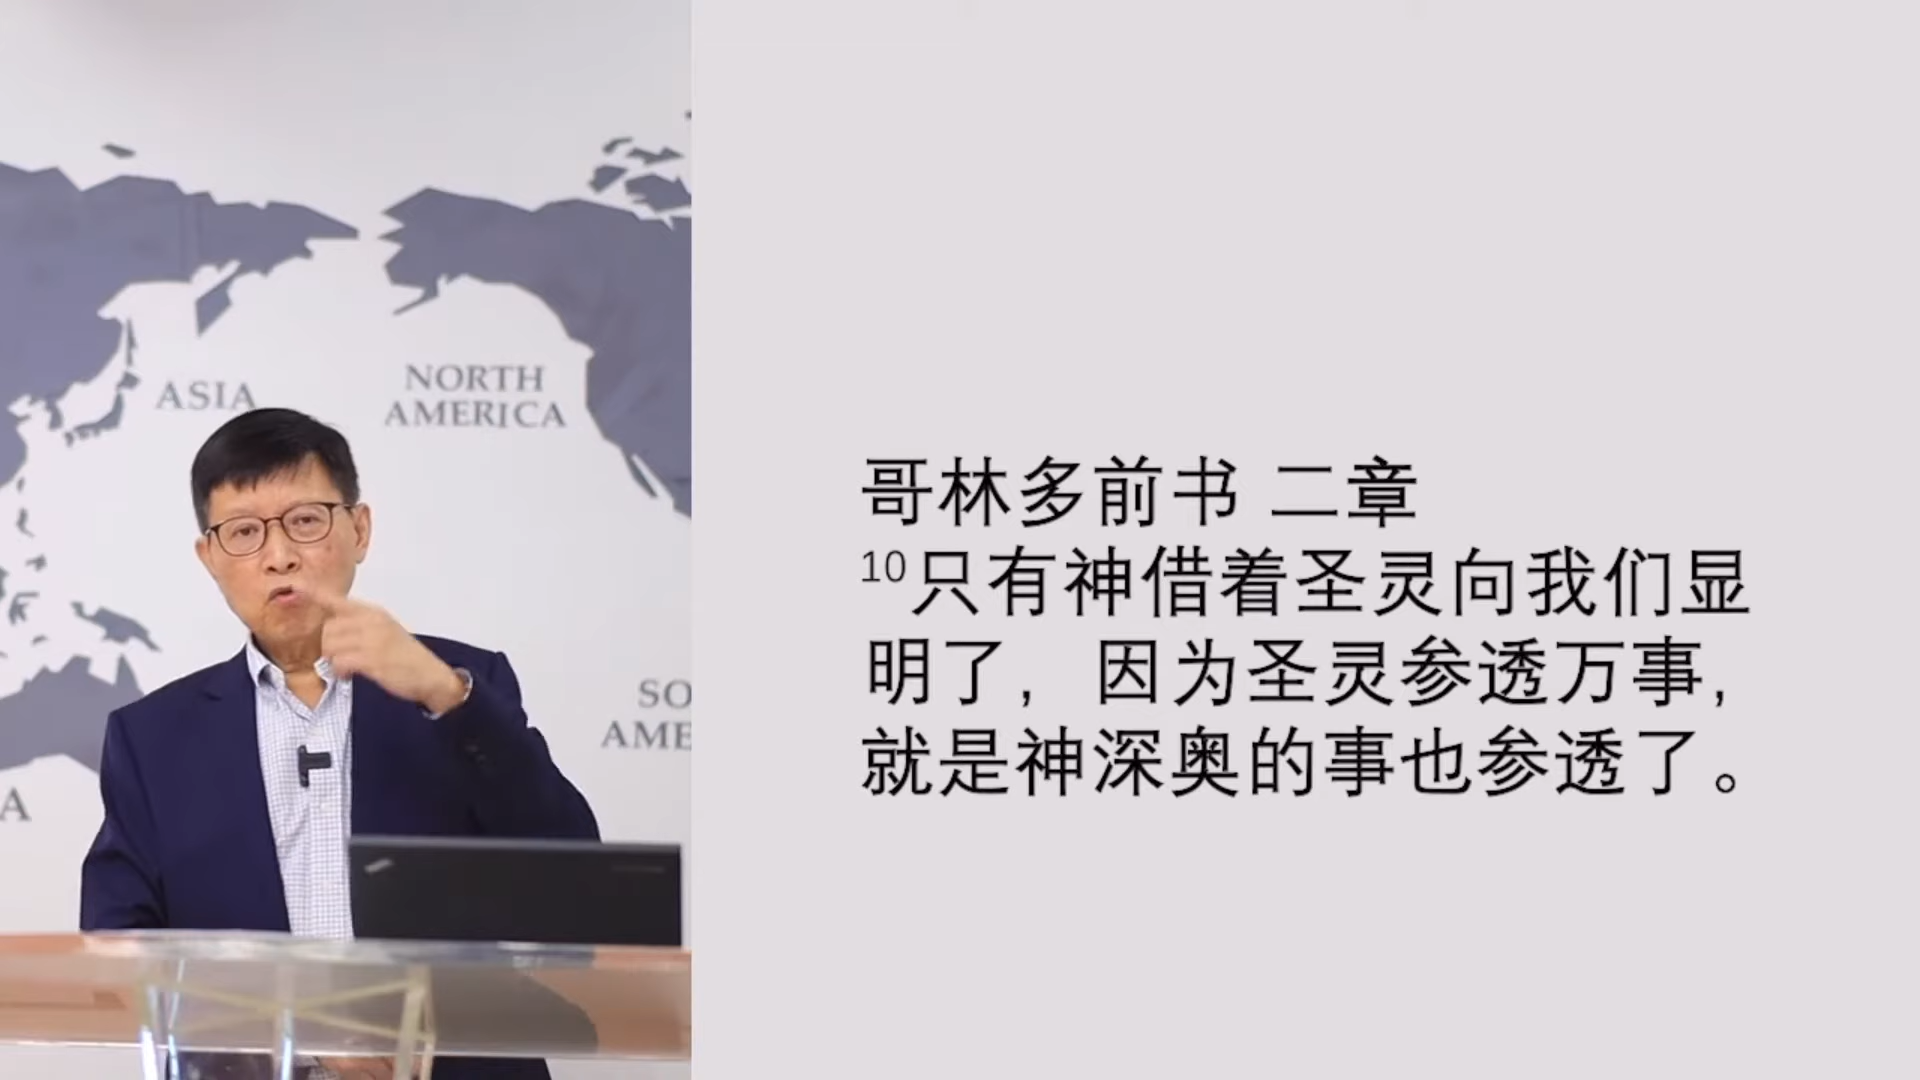 ASIA
NORTH
AMERICA
SO
AME
A
哥林多前书 二章
10只有神借着圣灵向我们显
明了，因为圣灵参透万事，
就是神深奥的事也参透了。